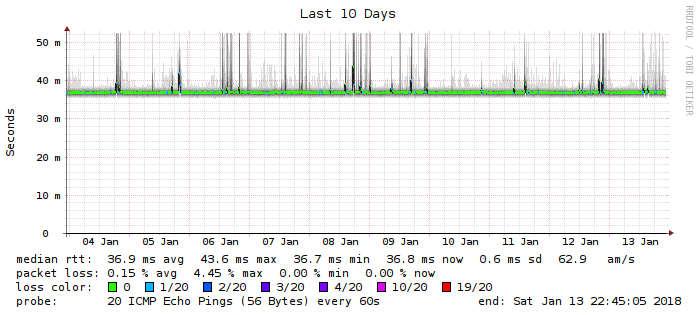 Last 10 Days
RRDTOOL / TOBI OETIKER
Seconds
50 m
40 m
30 m
20 m
10 m
0
04 Jan 05 Jan 06 Jan 07 Jan 08 Jan 09 Jan 10 Jan 11 Jan 12 Jan 13 Jan
median rtt: 36.9 ms avg 43.6 ms max 36.7 ms min 36.8 ms now 0.6 ms sd 62.9 am/s
packet loss: 0.15 % avg 4.45 % max 0.00 % min 0.00 % now
loss color: 0 1/20 2/20 3/20 4/20 10/20 19/20
probe: 20 ICMP Echo Pings (56 Bytes) every 60s end: Sat Jan 13 22:45:05 2018